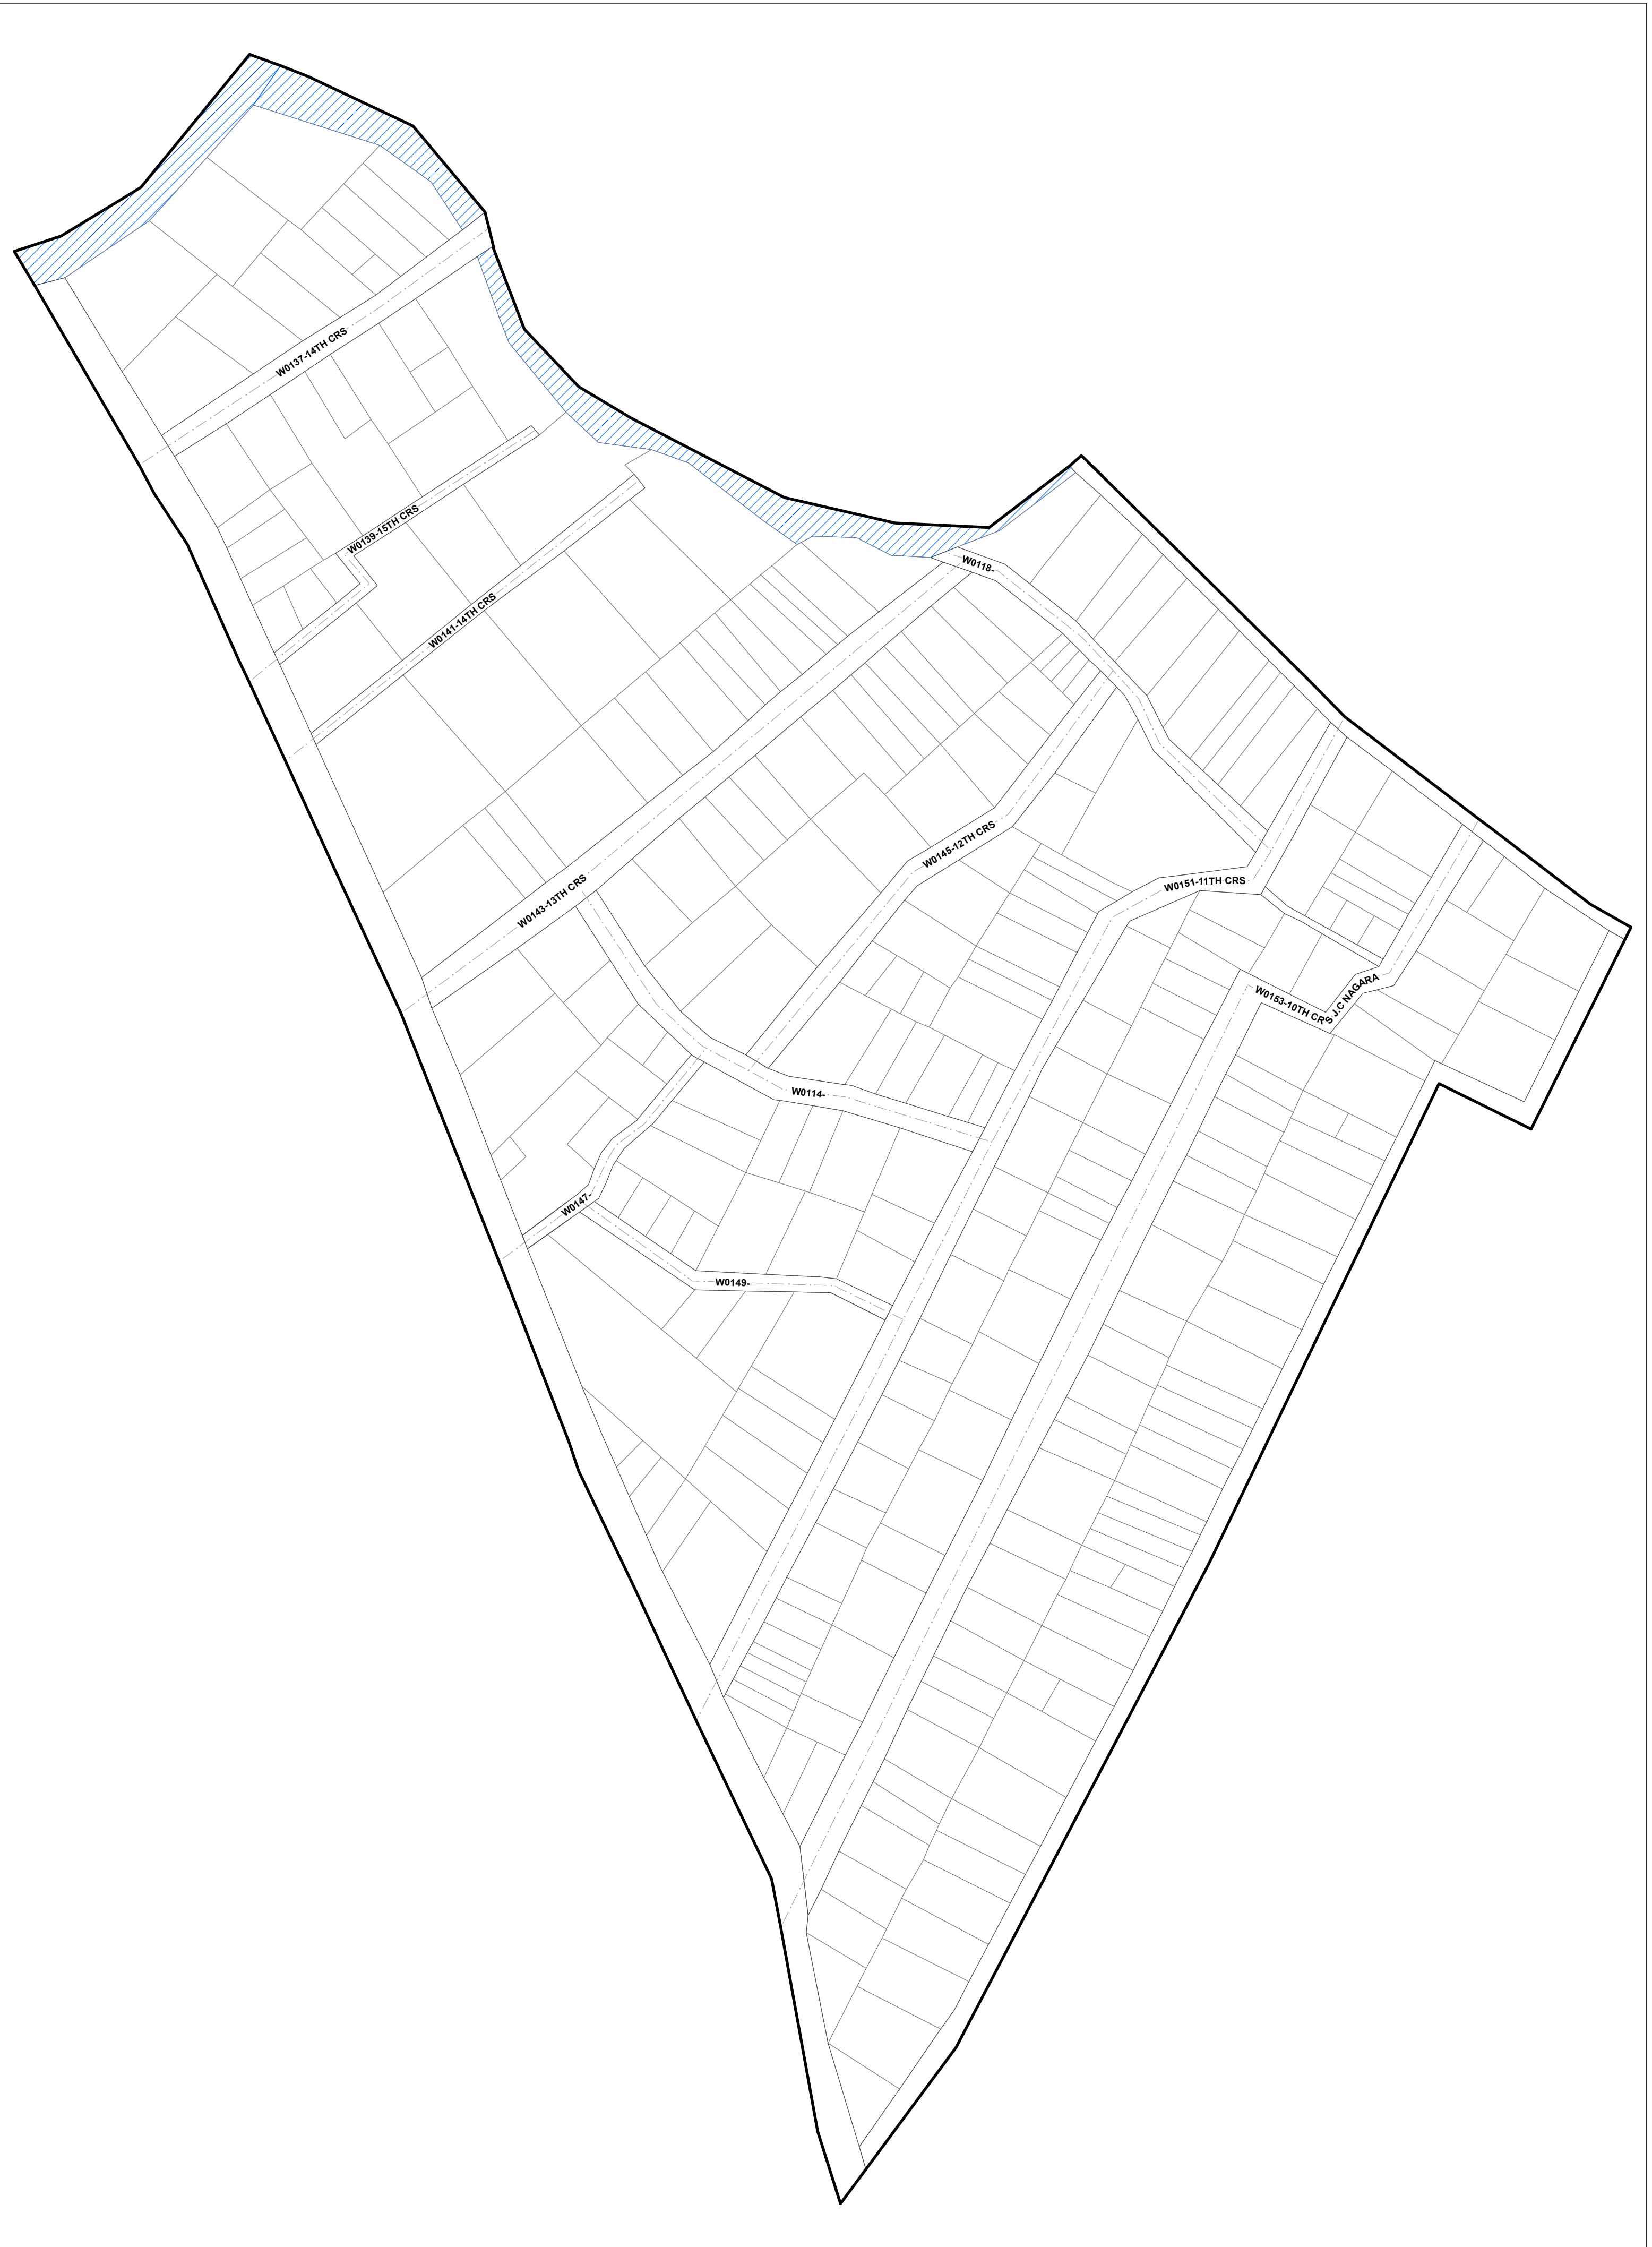 W0137-14TH CRS
W0139-15TH CRS
W0118-
W0141-14TH CRS
W0145-12TH CRS
W0151-11TH CRS
W0143-13TH CRS
W0153-10TH CRS J.C NAGARA
W0114-
W0147-
W0149-